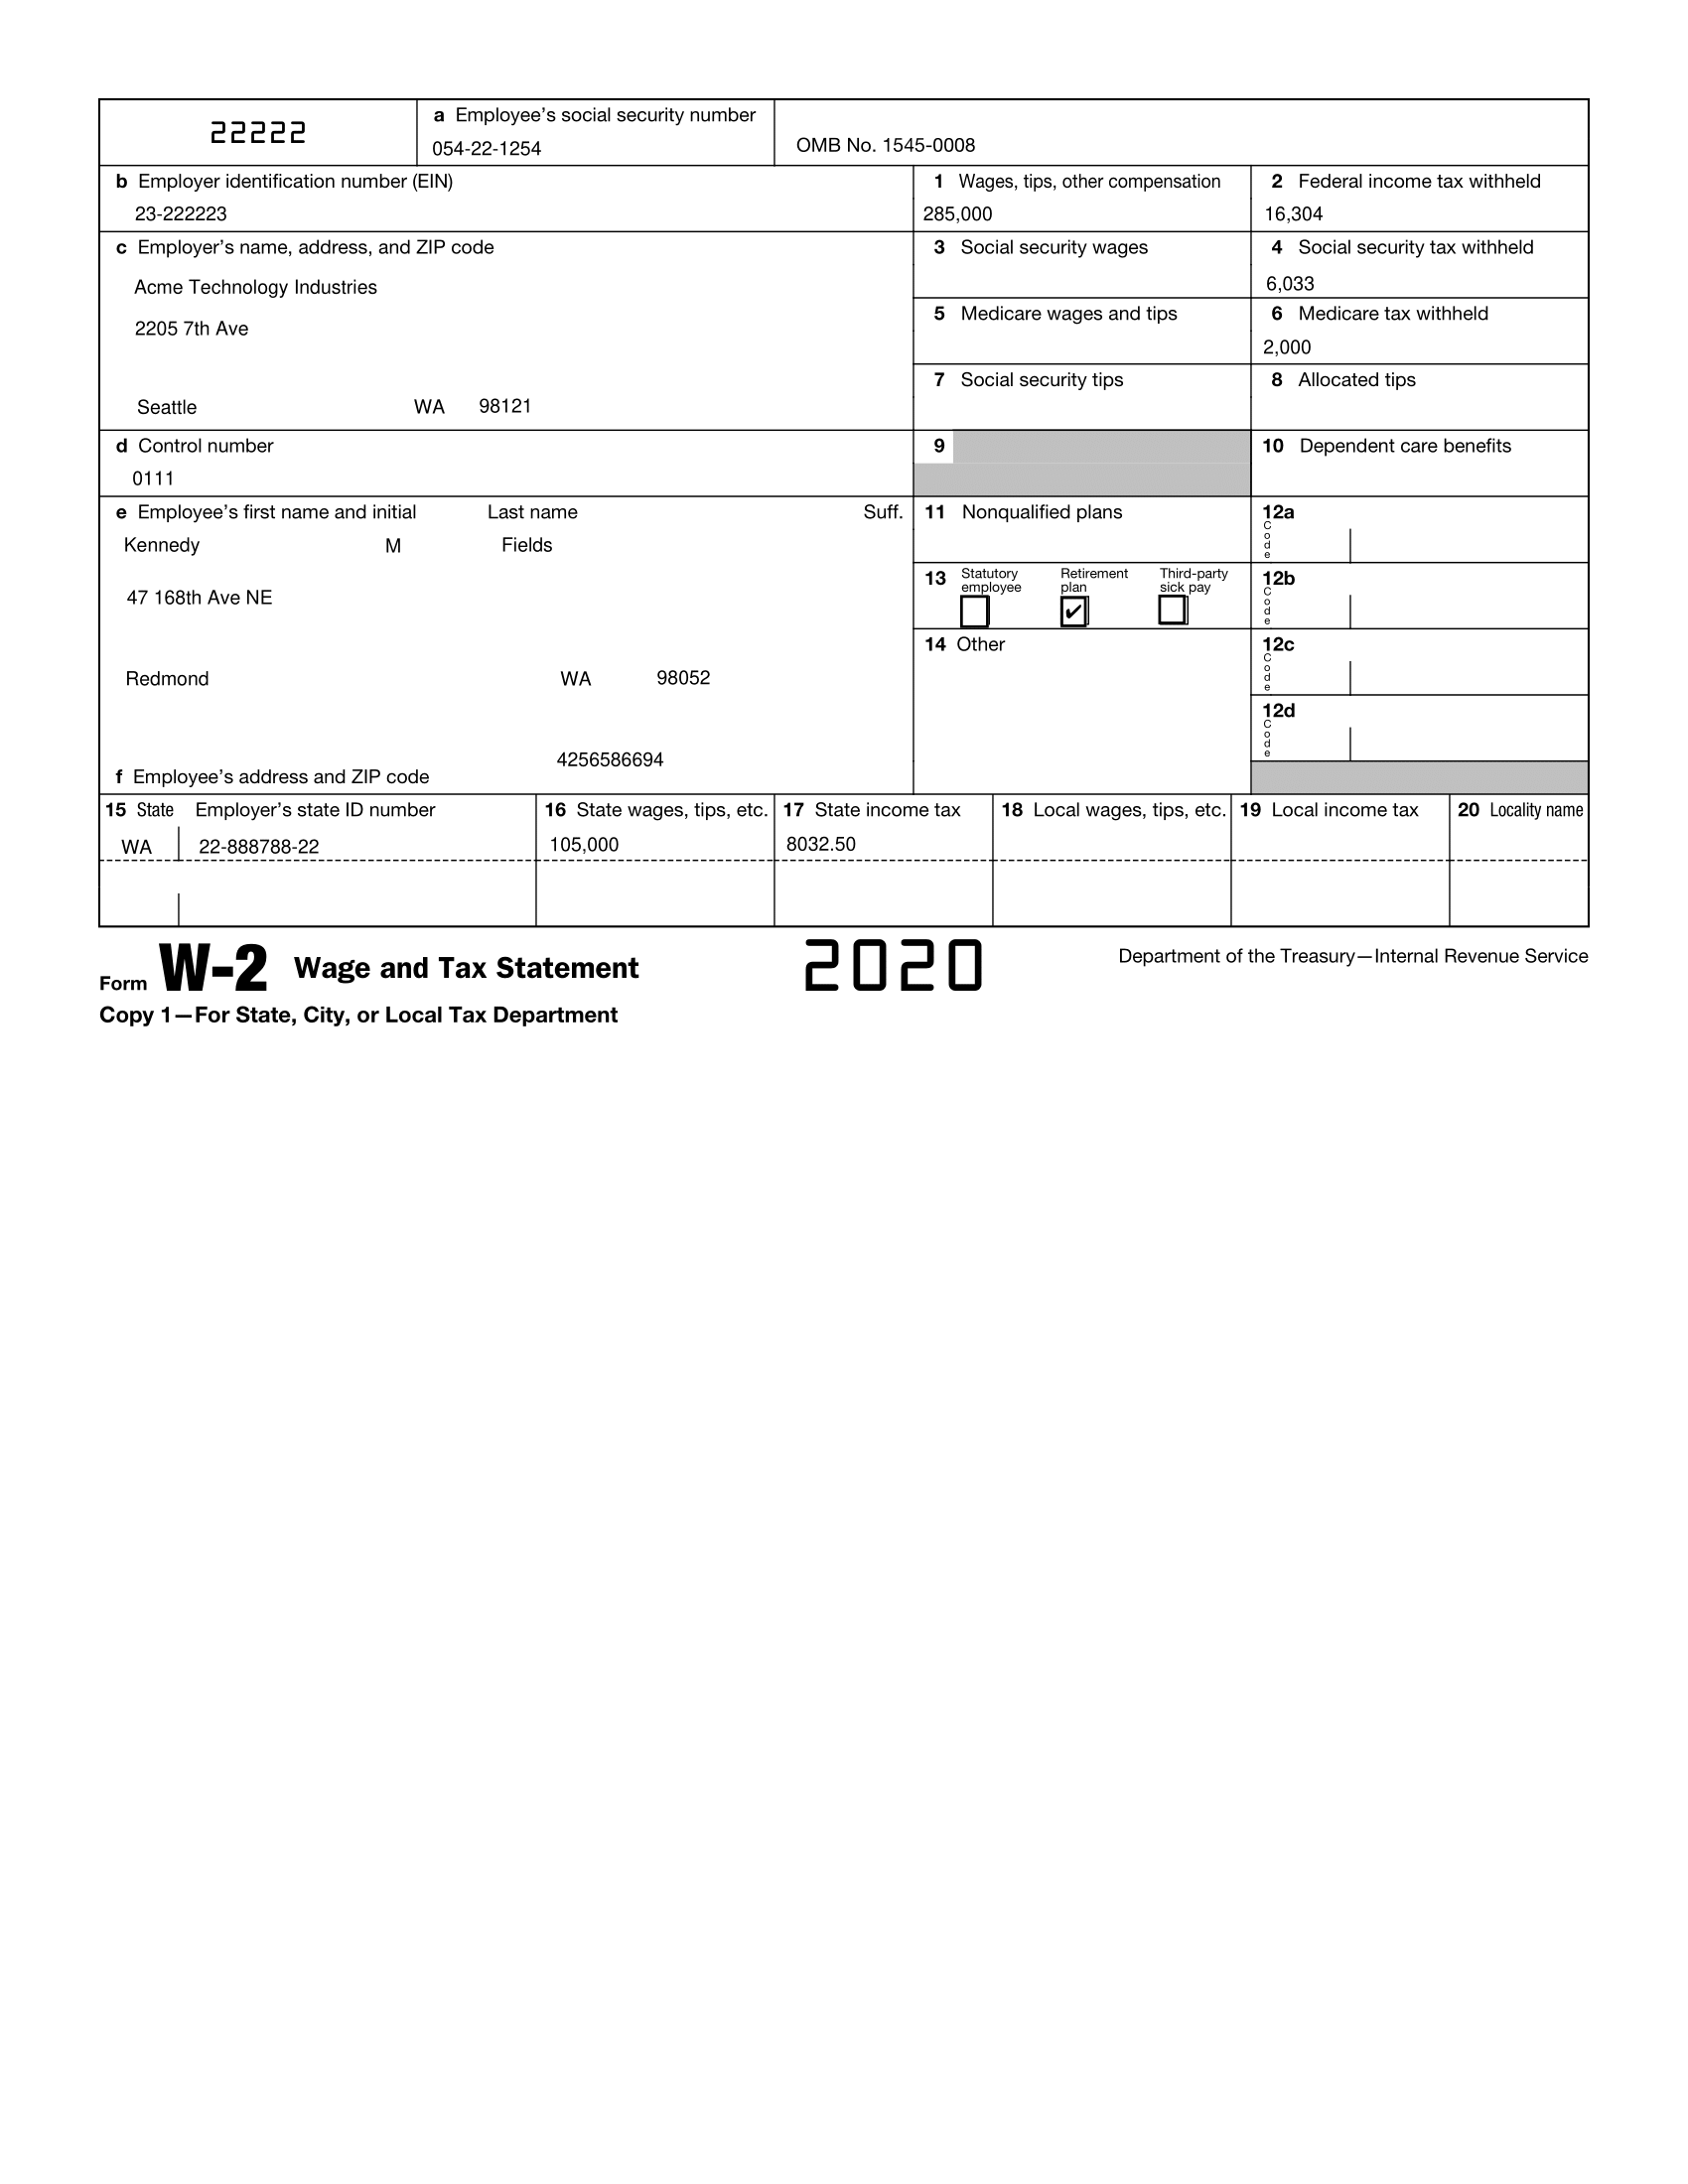 22222
a Employee's social security number
054-22-1254
OMB No. 1545-0008
b Employer identification number (EIN)
23-222223
1 Wages, tips, other compensation
285,000
2 Federal income tax withheld
16,304
c Employer's name, address, and ZIP code
Acme Technology Industries
2205 7th Ave
Seattle WA 98121
3 Social security wages
4 Social security tax withheld
6,033
5 Medicare wages and tips
6 Medicare tax withheld
2,000
7 Social security tips
8 Allocated tips
d Control number
0111
9
10 Dependent care benefits
e Employee's first name and initial Last name Suff.
Kennedy M Fields
47 168th Ave NE
Redmond WA 98052
4256586694
f Employee's address and ZIP code
11 Nonqualified plans
12a
Code
13 Statutory employee Retirement plan Third-party sick pay
✔
12b
Code
14 Other
12c
Code
12d
Code
15 State Employer's state ID number
WA 22-888788-22
16 State wages, tips, etc.
105,000
17 State income tax
8032.50
18 Local wages, tips, etc.
19 Local income tax
20 Locality name
Form W-2 Wage and Tax Statement
2020
Department of the Treasury—Internal Revenue Service
Copy 1—For State, City, or Local Tax Department